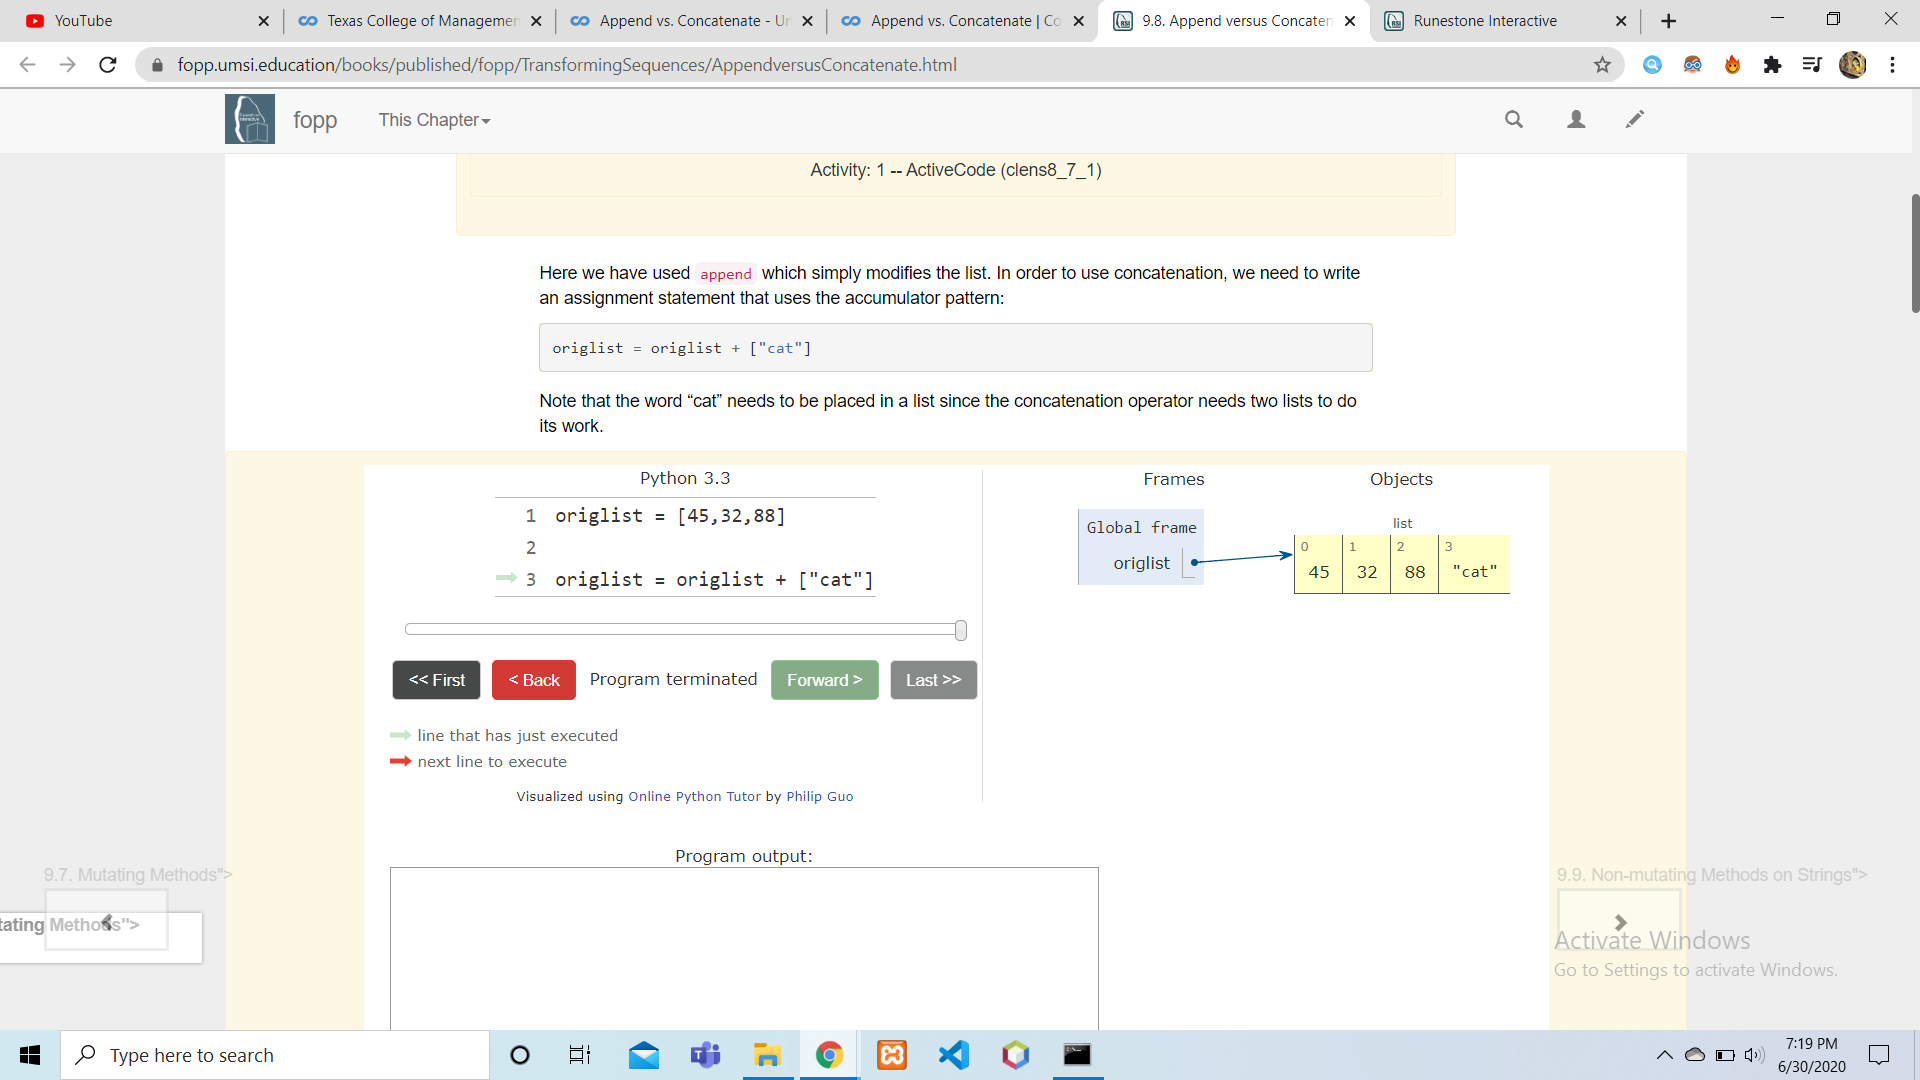 YouTube
Texas College of Managemen
Append vs. Concatenate - Un
Append vs. Concatenate | Co
9.8. Append versus Concaten
Runestone Interactive
fopp.umsi.education/books/published/fopp/TransformingSequences/AppendversusConcatenate.html
fopp
This Chapter
Activity: 1 -- ActiveCode (clens8_7_1)
Here we have used append which simply modifies the list. In order to use concatenation, we need to write
an assignment statement that uses the accumulator pattern:
origlist = origlist + ["cat"]
Note that the word “cat” needs to be placed in a list since the concatenation operator needs two lists to do
its work.
Python 3.3
1 origlist = [45,32,88]
2
3 origlist = origlist + ["cat"]
<< First
< Back
Program terminated
Forward >
Last >>
line that has just executed
next line to execute
Visualized using Online Python Tutor by Philip Guo
Frames
Objects
Global frame
origlist
list
0 1 2 3
45 32 88 "cat"
Program output:
9.7. Mutating Methods">
tating Methods">
9.9. Non-mutating Methods on Strings">
Activate Windows
Go to Settings to activate Windows.
Type here to search
7:19 PM
6/30/2020